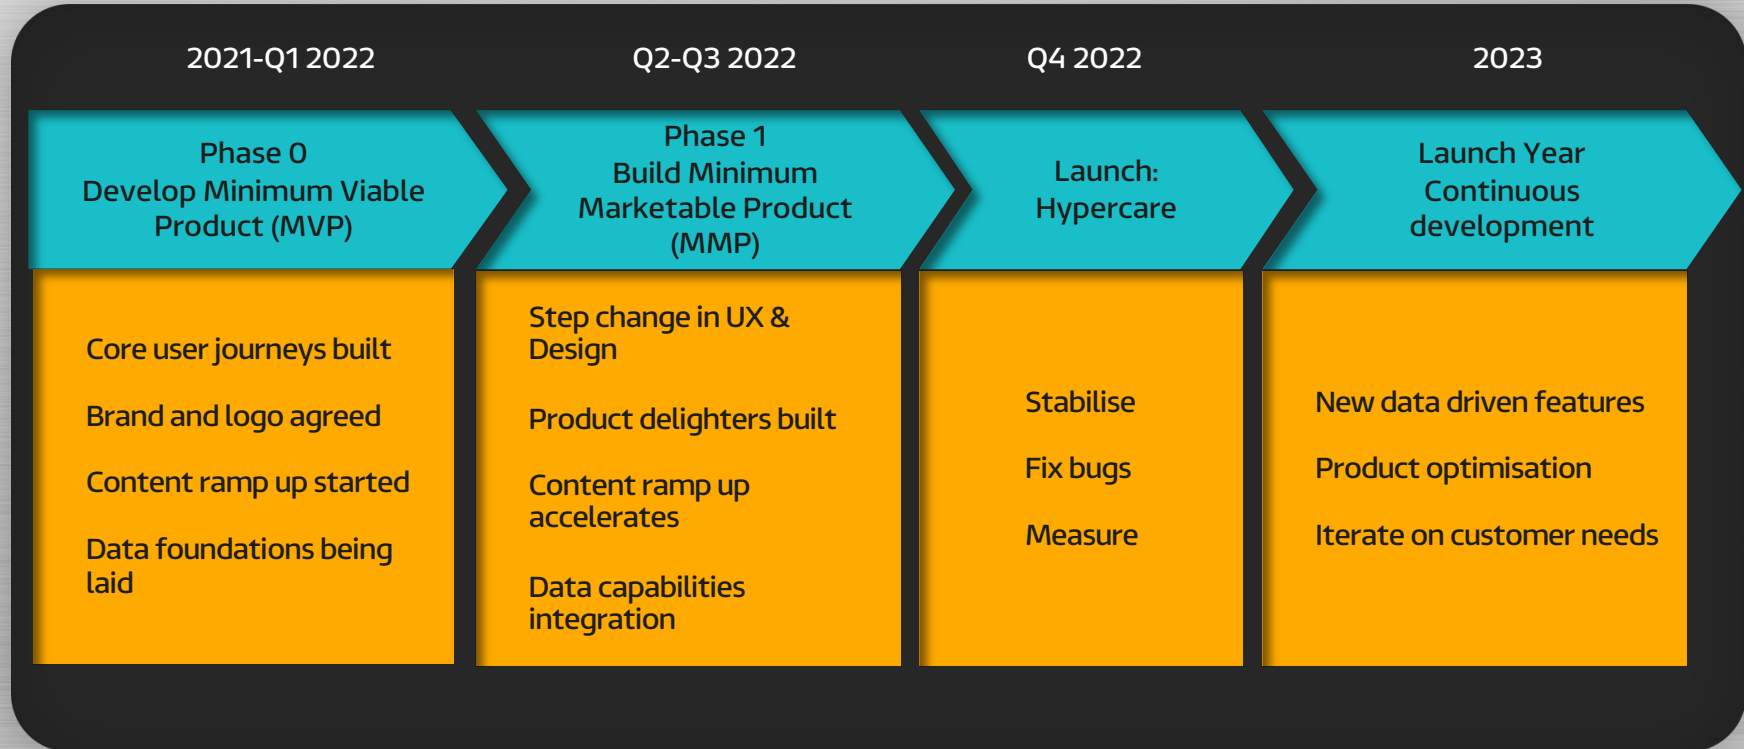 2021-Q1 2022
Q2-Q3 2022
Q4 2022
2023
Phase 0
Develop Minimum Viable
Product (MVP)
Phase 1
Build Minimum
Marketable Product
(MMP)
Launch:
Hypercare
Launch Year
Continuous
development
Core user journeys built
Brand and logo agreed
Content ramp up started
Data foundations being
laid
Step change in UX &
Design
Product delighters built
Content ramp up
accelerates
Data capabilities
integration
Stabilise
Fix bugs
Measure
New data driven features
Product optimisation
Iterate on customer needs